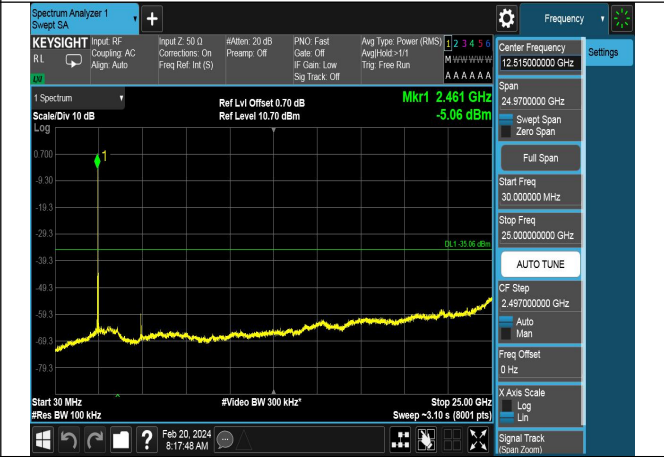 Spectrum Analyzer 1
Swept SA
+
Frequency
KEYSIGHT
RL
Input: RF
Coupling: AC
Align: Auto
Input Z: 50 Ω
Corrections: On
Freq Ref: Int (S)
#Atten: 20 dB
Preamp: Off
PNO: Fast
Gate: Off
IF Gain: Low
Sig Track: Off
Avg Type: Power (RMS)
Avg|Hold:>1/1
Trig: Free Run
1 2 3 4 5 6
M W W W W W
A A A A A A
1 Spectrum
Scale/Div 10 dB
Log
Ref Lvl Offset 0.70 dB
Ref Level 10.70 dBm
Mkr1 2.461 GHz
-5.06 dBm
0.700
-9.30
-19.3
-29.3
-39.3
-49.3
-59.3
-69.3
-79.3
1
DL1 -35.06 dBm
Start 30 MHz
#Res BW 100 kHz
#Video BW 300 kHz*
Stop 25.00 GHz
Sweep ~3.10 s (8001 pts)
Center Frequency
12.515000000 GHz
Settings
Span
24.9700000 GHz
Swept Span
Zero Span
Full Span
Start Freq
30.000000 MHz
Stop Freq
25.000000000 GHz
AUTO TUNE
CF Step
2.497000000 GHz
Auto
Man
Freq Offset
0 Hz
X Axis Scale
Log
Lin
Signal Track
(Span Zoom)
?
Feb 20, 2024
8:17:48 AM